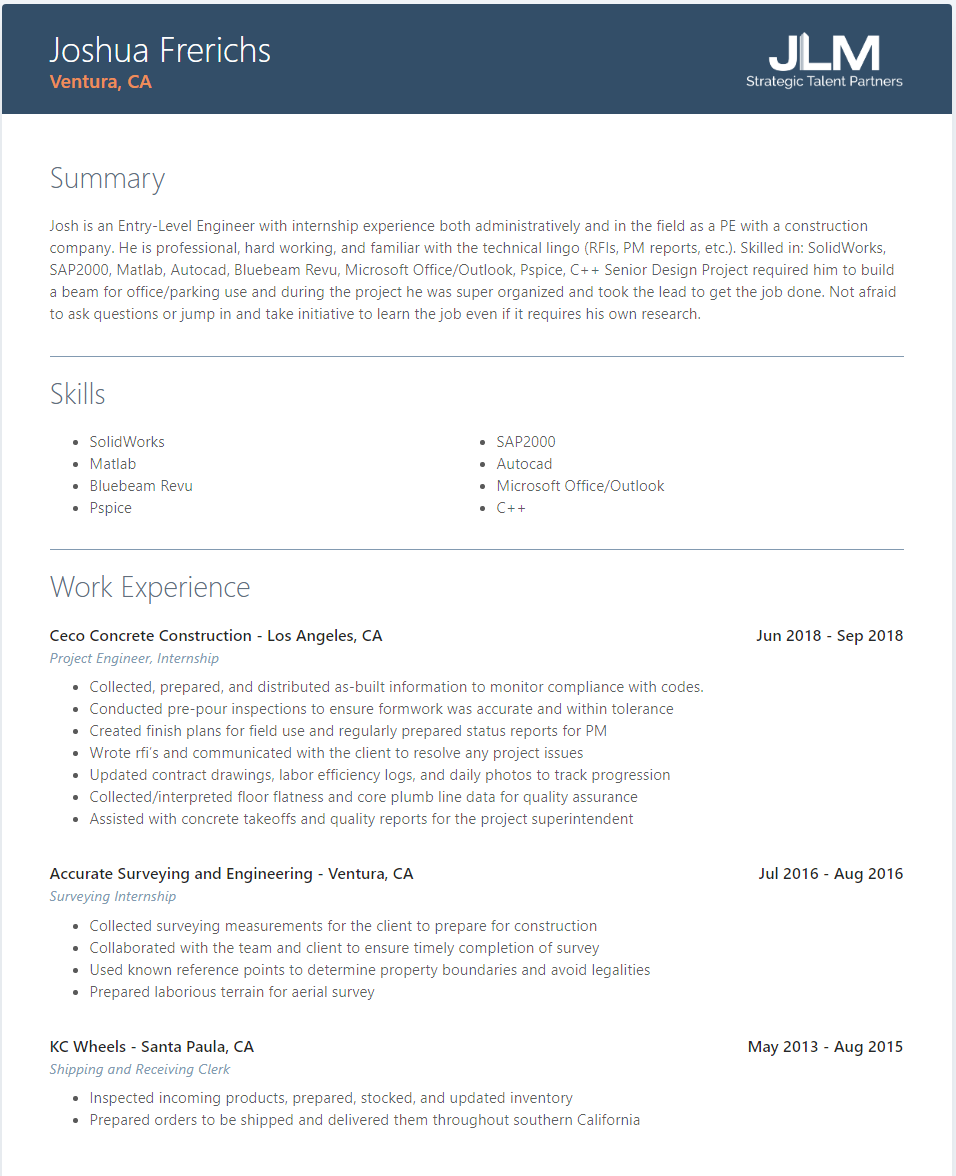 Joshua Frerichs
Ventura, CA
JLM
Strategic Talent Partners
Summary
Josh is an Entry-Level Engineer with internship experience both administratively and in the field as a PE with a construction
company. He is professional, hard working, and familiar with the technical lingo (RFIs, PM reports, etc.). Skilled in: SolidWorks,
SAP2000, Matlab, Autocad, Bluebeam Revu, Microsoft Office/Outlook, Pspice, C++ Senior Design Project required him to build
a beam for office/parking use and during the project he was super organized and took the lead to get the job done. Not afraid
to ask questions or jump in and take initiative to learn the job even if it requires his own research.
Skills
• SolidWorks
• Matlab
• Bluebeam Revu
• Pspice
• SAP2000
• Autocad
• Microsoft Office/Outlook
• C++
Work Experience
Ceco Concrete Construction - Los Angeles, CA Jun 2018 - Sep 2018
Project Engineer, Internship
• Collected, prepared, and distributed as-built information to monitor compliance with codes.
• Conducted pre-pour inspections to ensure formwork was accurate and within tolerance
• Created finish plans for field use and regularly prepared status reports for PM
• Wrote rfi's and communicated with the client to resolve any project issues
• Updated contract drawings, labor efficiency logs, and daily photos to track progression
• Collected/interpreted floor flatness and core plumb line data for quality assurance
• Assisted with concrete takeoffs and quality reports for the project superintendent
Accurate Surveying and Engineering - Ventura, CA Jul 2016 - Aug 2016
Surveying Internship
• Collected surveying measurements for the client to prepare for construction
• Collaborated with the team and client to ensure timely completion of survey
• Used known reference points to determine property boundaries and avoid legalities
• Prepared laborious terrain for aerial survey
KC Wheels - Santa Paula, CA May 2013 - Aug 2015
Shipping and Receiving Clerk
• Inspected incoming products, prepared, stocked, and updated inventory
• Prepared orders to be shipped and delivered them throughout southern California